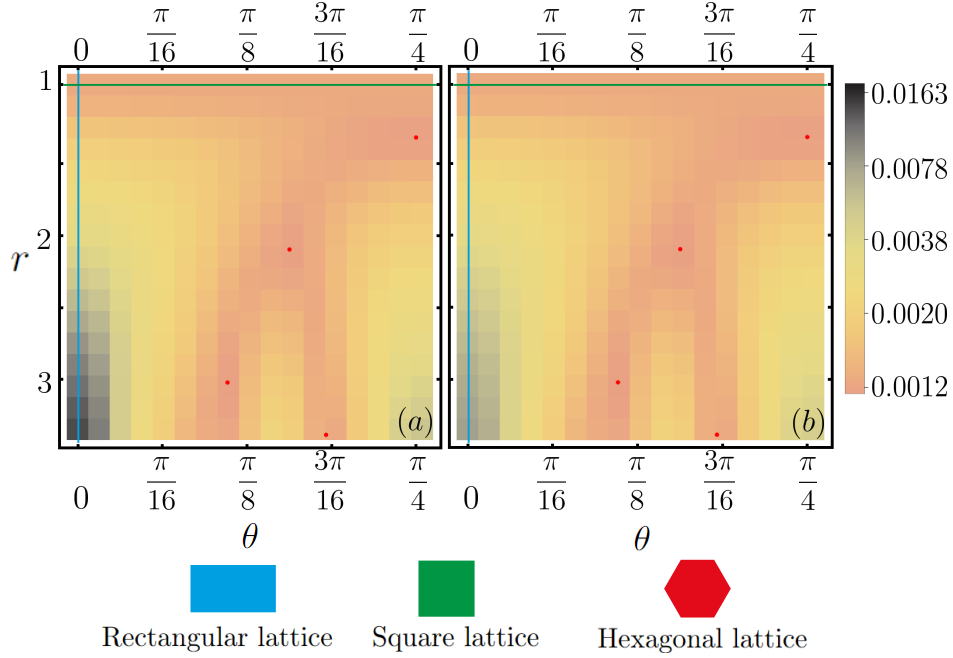 0 π/16 π/8 3π/16 π/4 0 π/16 π/8 3π/16 π/4
1
2
r
3
(a) (b)
0.0163
0.0078
0.0038
0.0020
0.0012
0 π/16 π/8 3π/16 π/4 0 π/16 π/8 3π/16 π/4
θ θ
Rectangular lattice Square lattice Hexagonal lattice